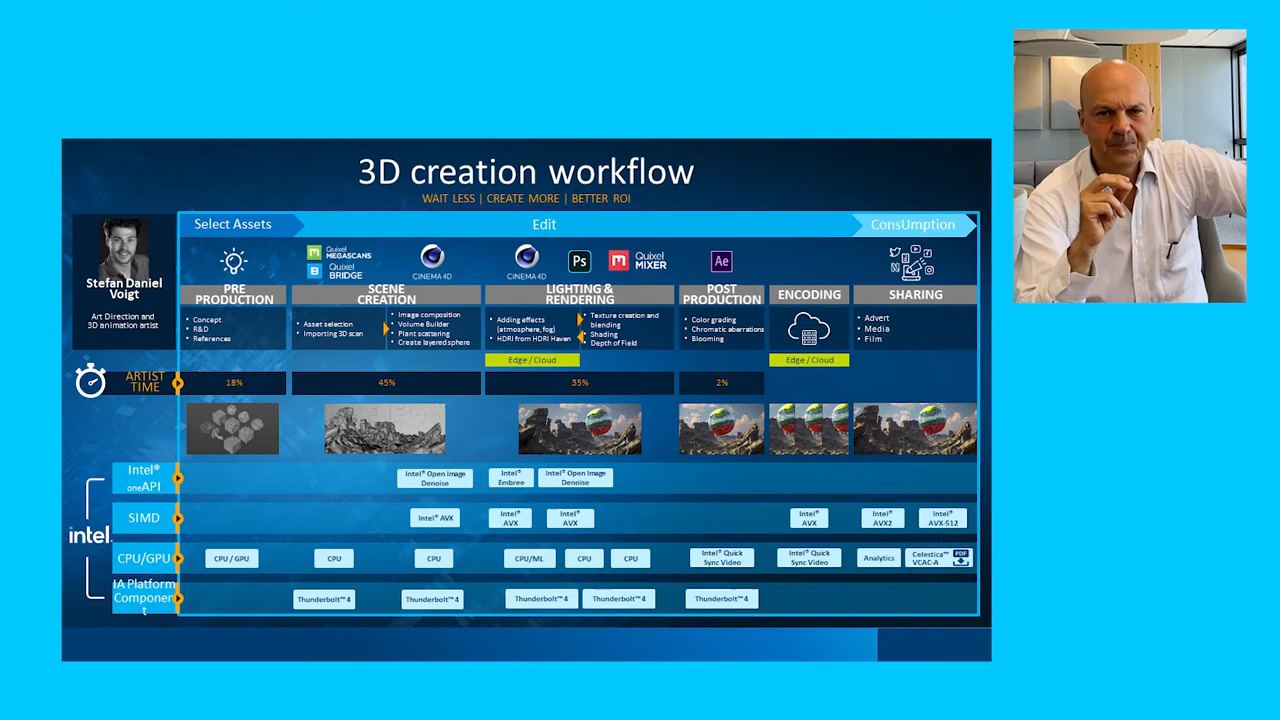 3D creation workflow
WAIT LESS | CREATE MORE | BETTER ROI
Select Assets
Edit
ConsUmption
Stefan Daniel
Voigt
Art Direction and
3D animation artist
Quixel
MEGASCANS
Quixel
BRIDGE
CINEMA 4D
CINEMA 4D
Ps
Quixel
MIXER
Ae
PRE
PRODUCTION
SCENE
CREATION
LIGHTING &
RENDERING
POST
PRODUCTION
ENCODING
SHARING
• Concept
• R&D
• References
• Asset selection
• Importing 3D scan
• Image composition
• Volume Builder
• Plant scattering
• Create layered sphere
• Adding effects
(atmosphere, fog)
• HDRI from HDRI Haven
• Texture creation and
blending
• Shading
• Depth of Field
• Color grading
• Chromatic aberrations
• Blooming
• Advert
• Media
• Film
Edge / Cloud
Edge / Cloud
ARTIST
TIME
18%
45%
35%
2%
intel.
Intel®
oneAPI
Intel® Open Image
Denoise
Intel®
Embree
Intel® Open Image
Denoise
SIMD
Intel® AVX
Intel®
AVX
Intel®
AVX
Intel®
AVX
Intel®
AVX2
Intel®
AVX-512
CPU/GPU
CPU / GPU
CPU
CPU
CPU/ML
CPU
CPU
Intel® Quick
Sync Video
Intel® Quick
Sync Video
Analytics
Celestica™
VCAC-A
PDF
IA Platform
Componen
t
Thunderbolt™ 4
Thunderbolt™ 4
Thunderbolt™ 4
Thunderbolt™ 4
Thunderbolt™ 4